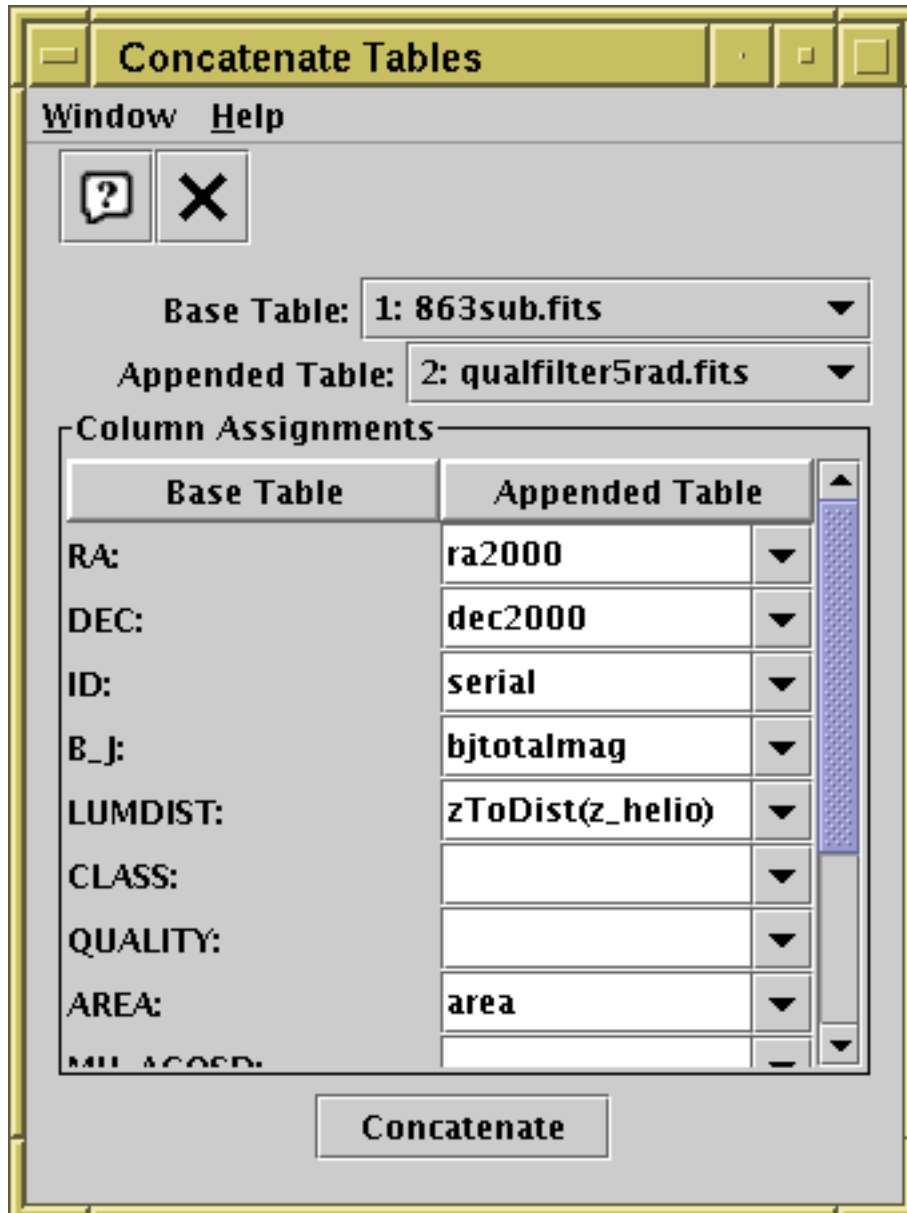 Concatenate Tables
Window Help
Base Table: 1: 863sub.fits
Appended Table: 2: qualfilter5rad.fits
Column Assignments
Base Table Appended Table
RA: ra2000
DEC: dec2000
ID: serial
B_J: bjtotalmag
LUMDIST: zToDist(z_helio)
CLASS:
QUALITY:
AREA: area
Concatenate